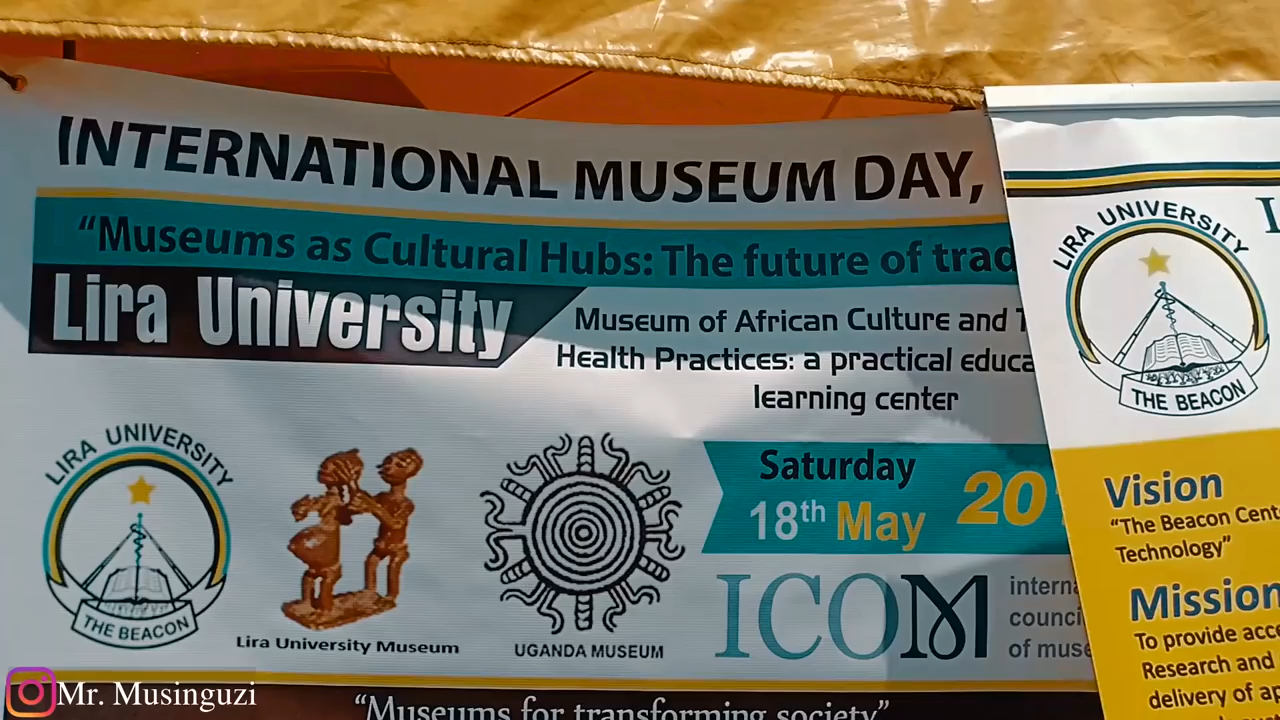 INTERNATIONAL MUSEUM DAY,
“Museums as Cultural Hubs: The future of trad
Lira University
Museum of African Culture and T
Health Practices: a practical educa
learning center
LIRA UNIVERSITY
THE BEACON
Lira University Museum
UGANDA MUSEUM
Saturday
18th May 20
ICOM
interna
counci
of muse
“Museums for transforming society”
LIRA UNIVERSITY
THE BEACON
Vision
“The Beacon Cent
Technology”
Mission
To provide acce
Research and
delivery of ap
Mr. Musinguzi